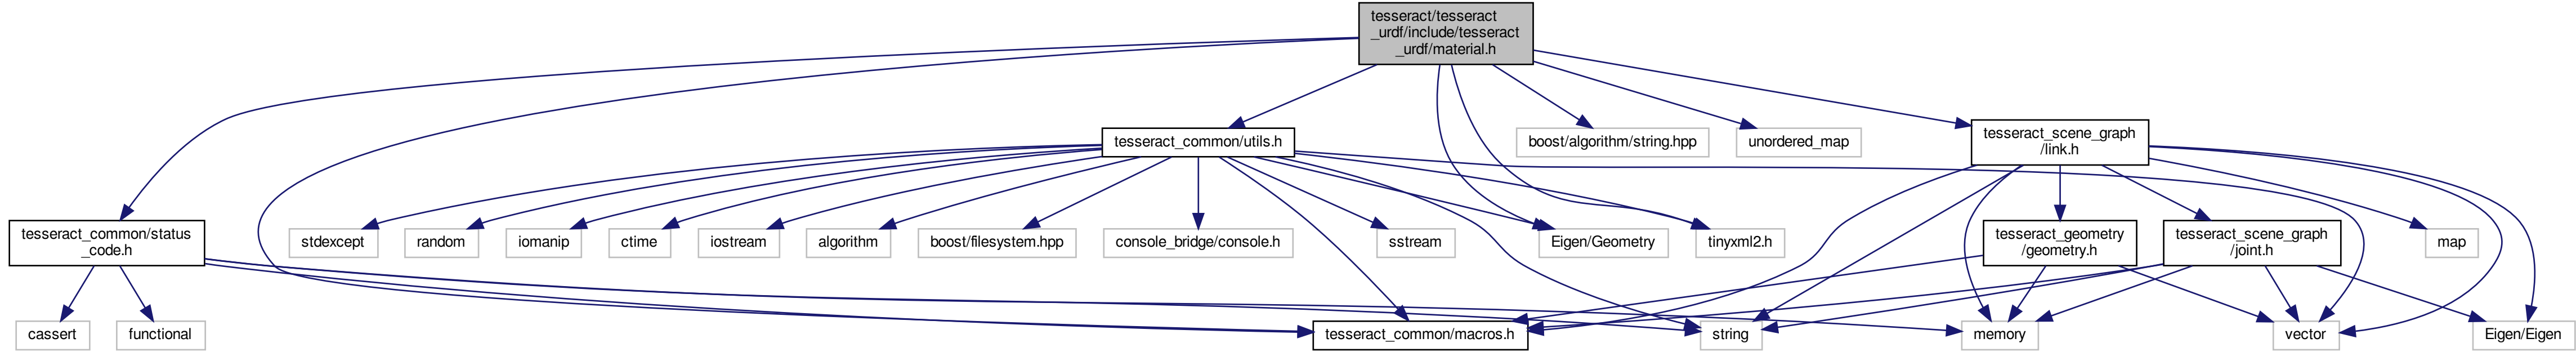 tesseract/tesseract
_urdf/include/tesseract
_urdf/material.h
tesseract_common/utils.h
boost/algorithm/string.hpp
unordered_map
tesseract_scene_graph
/link.h
tesseract_common/status
_code.h
stdexcept
random
iomanip
ctime
iostream
algorithm
boost/filesystem.hpp
console_bridge/console.h
sstream
Eigen/Geometry
tinyxml2.h
tesseract_geometry
/geometry.h
tesseract_scene_graph
/joint.h
map
cassert
functional
tesseract_common/macros.h
string
memory
vector
Eigen/Eigen